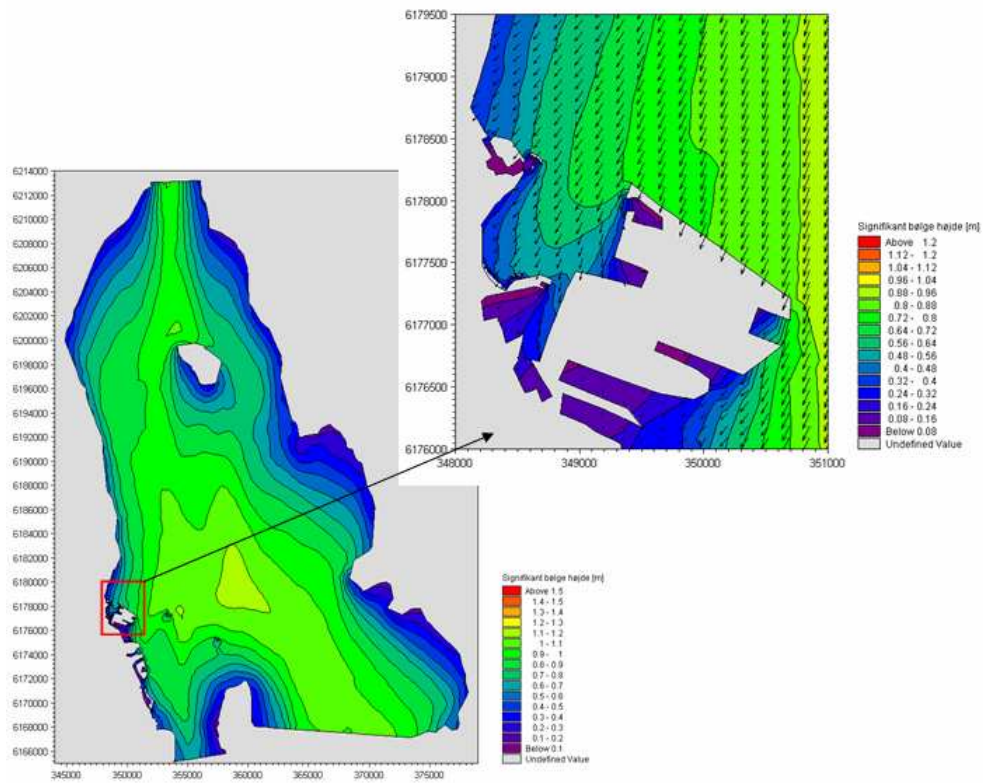 6179500
6179000
6178500
6178000
6177500
6177000
6176500
6176000
348000 349000 350000 351000
Signifikant bølge højde [m]
Above 1.2
1.12 - 1.2
1.04 - 1.12
0.96 - 1.04
0.88 - 0.96
0.8 - 0.88
0.72 - 0.8
0.64 - 0.72
0.56 - 0.64
0.48 - 0.56
0.4 - 0.48
0.32 - 0.4
0.24 - 0.32
0.16 - 0.24
0.08 - 0.16
Below 0.08
Undefined Value
6214000
6212000
6210000
6208000
6206000
6204000
6202000
6200000
6198000
6196000
6194000
6192000
6190000
6188000
6186000
6184000
6182000
6180000
6178000
6176000
6174000
6172000
6170000
6168000
6166000
345000 350000 355000 360000 365000 370000 375000
Signifikant bølge højde [m]
Above 1.5
1.4 - 1.5
1.3 - 1.4
1.2 - 1.3
1.1 - 1.2
1 - 1.1
0.9 - 1
0.8 - 0.9
0.7 - 0.8
0.6 - 0.7
0.5 - 0.6
0.4 - 0.5
0.3 - 0.4
0.2 - 0.3
0.1 - 0.2
Below 0.1
Undefined Value